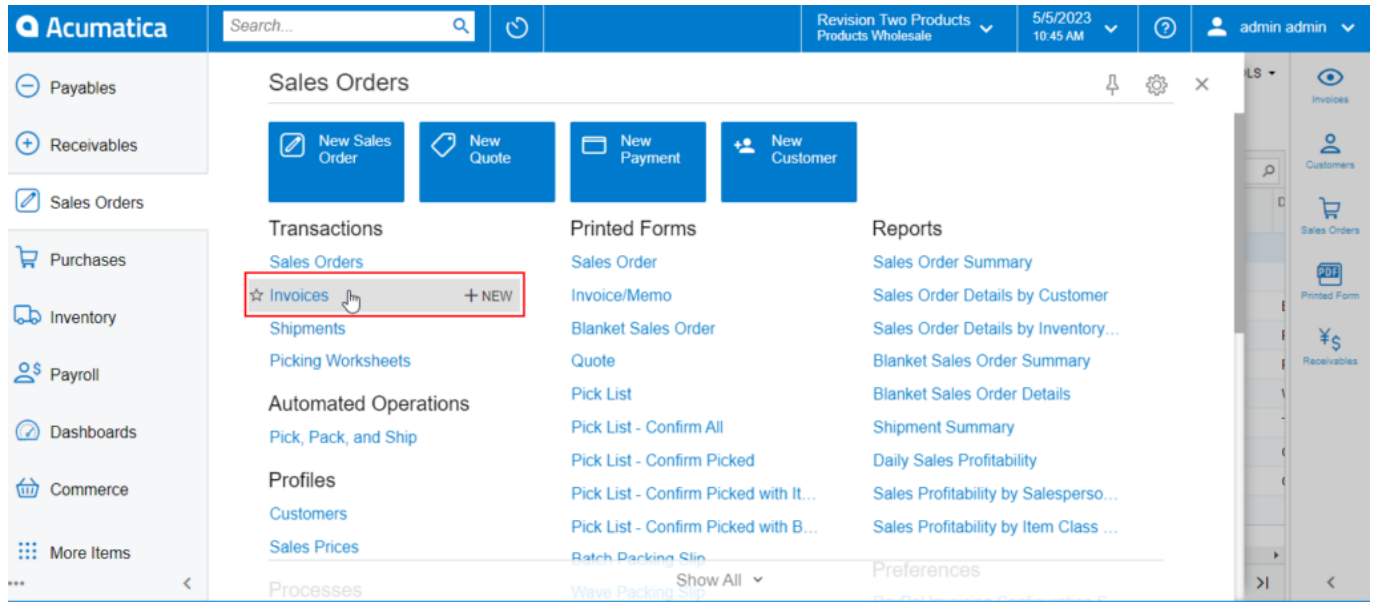 Acumatica
Search...
Revision Two Products
Products Wholesale
5/5/2023
10:45 AM
admin admin
Payables
Receivables
Sales Orders
Purchases
Inventory
Payroll
Dashboards
Commerce
More Items
Sales Orders
New Sales
Order
New
Quote
New
Payment
New
Customer
Transactions
Sales Orders
Invoices
+ NEW
Shipments
Picking Worksheets
Automated Operations
Pick, Pack, and Ship
Profiles
Customers
Sales Prices
Processes
Printed Forms
Sales Order
Invoice/Memo
Blanket Sales Order
Quote
Pick List
Pick List - Confirm All
Pick List - Confirm Picked
Pick List - Confirm Picked with It...
Pick List - Confirm Picked with B...
Batch Packing Slip
Wave Packing Slip
Reports
Sales Order Summary
Sales Order Details by Customer
Sales Order Details by Inventory...
Blanket Sales Order Summary
Blanket Sales Order Details
Shipment Summary
Daily Sales Profitability
Sales Profitability by Salesperso...
Sales Profitability by Item Class ...
Preferences
Show All
LS
Invoices
Customers
Sales Orders
PDF
Printed Form
¥$
Receivables